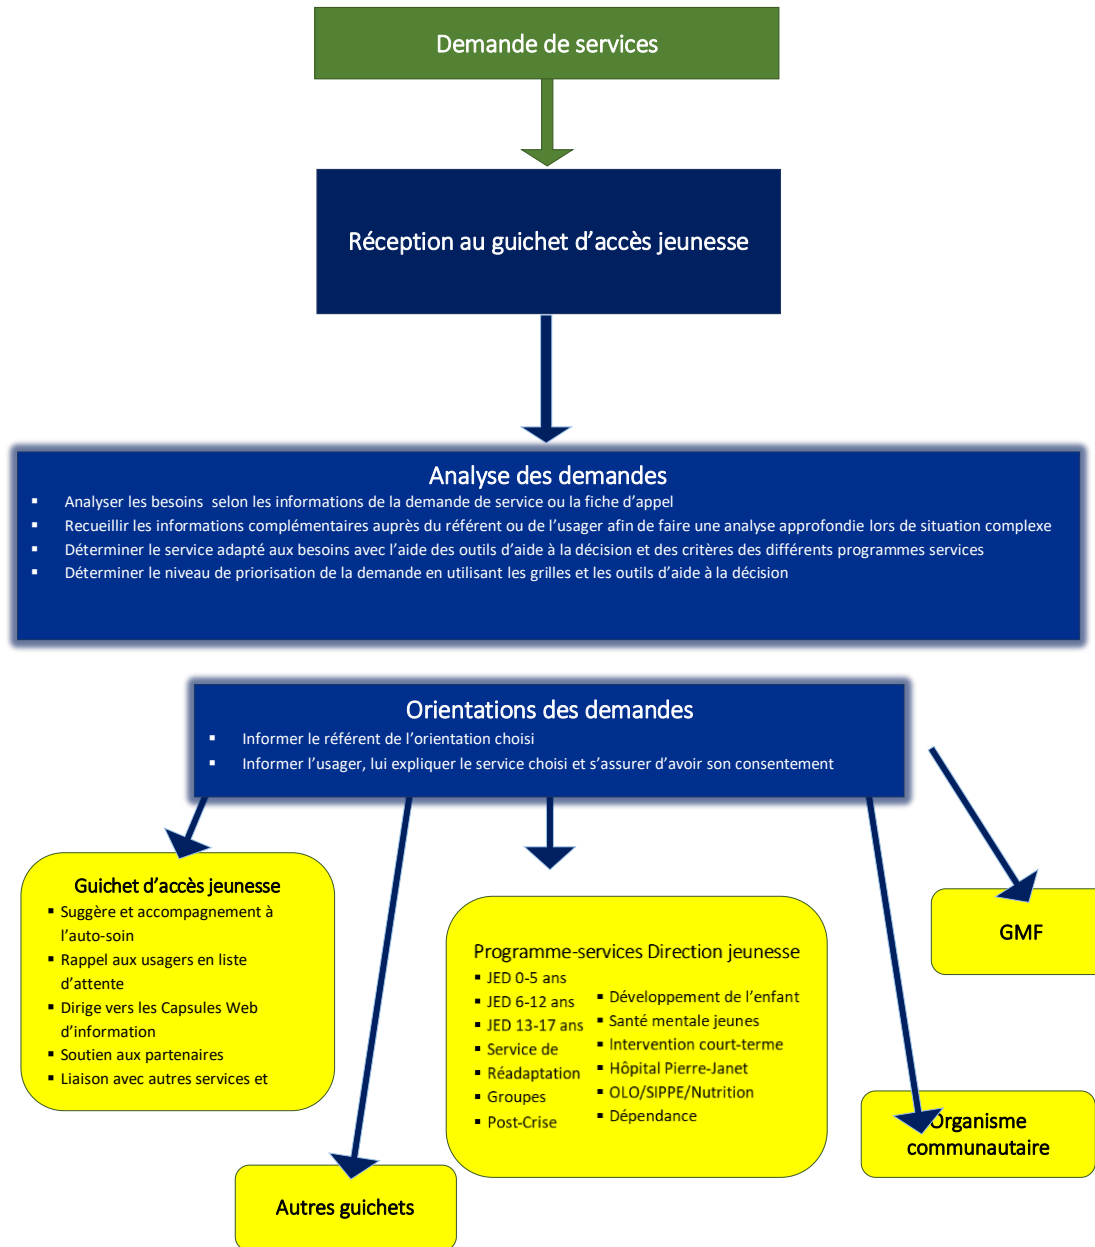 Demande de services
Réception au guichet d'accès jeunesse
Analyse des demandes
▪ Analyser les besoins selon les informations de la demande de service ou la fiche d'appel
▪ Recueillir les informations complémentaires auprès du référent ou de l'usager afin de faire une analyse approfondie lors de situation complexe
▪ Déterminer le service adapté aux besoins avec l'aide des outils d'aide à la décision et des critères des différents programmes services
▪ Déterminer le niveau de priorisation de la demande en utilisant les grilles et les outils d'aide à la décision
Orientations des demandes
▪ Informer le référent de l'orientation choisi
▪ Informer l'usager, lui expliquer le service choisi et s'assurer d'avoir son consentement
Guichet d'accès jeunesse
▪ Suggère et accompagnement à
l'auto-soin
▪ Rappel aux usagers en liste
d'attente
▪ Dirige vers les Capsules Web
d'information
▪ Soutien aux partenaires
▪ Liaison avec autres services et
Autres guichets
Programme-services Direction jeunesse
▪ JED 0-5 ans
▪ JED 6-12 ans
▪ JED 13-17 ans
▪ Service de
▪ Réadaptation
▪ Groupes
▪ Post-Crise
▪ Développement de l'enfant
▪ Santé mentale jeunes
▪ Intervention court-terme
▪ Hôpital Pierre-Janet
▪ OLO/SIPPE/Nutrition
▪ Dépendance
GMF
Organisme
communautaire